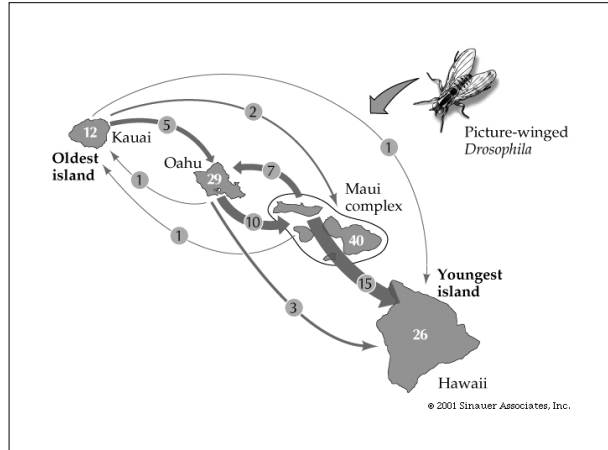 12
Kauai
Oldest
island
5
2
1
Picture-winged
Drosophila
Oahu
29
7
1
10
1
Maui
complex
40
15
3
Youngest
island
26
Hawaii
© 2001 Sinauer Associates, Inc.